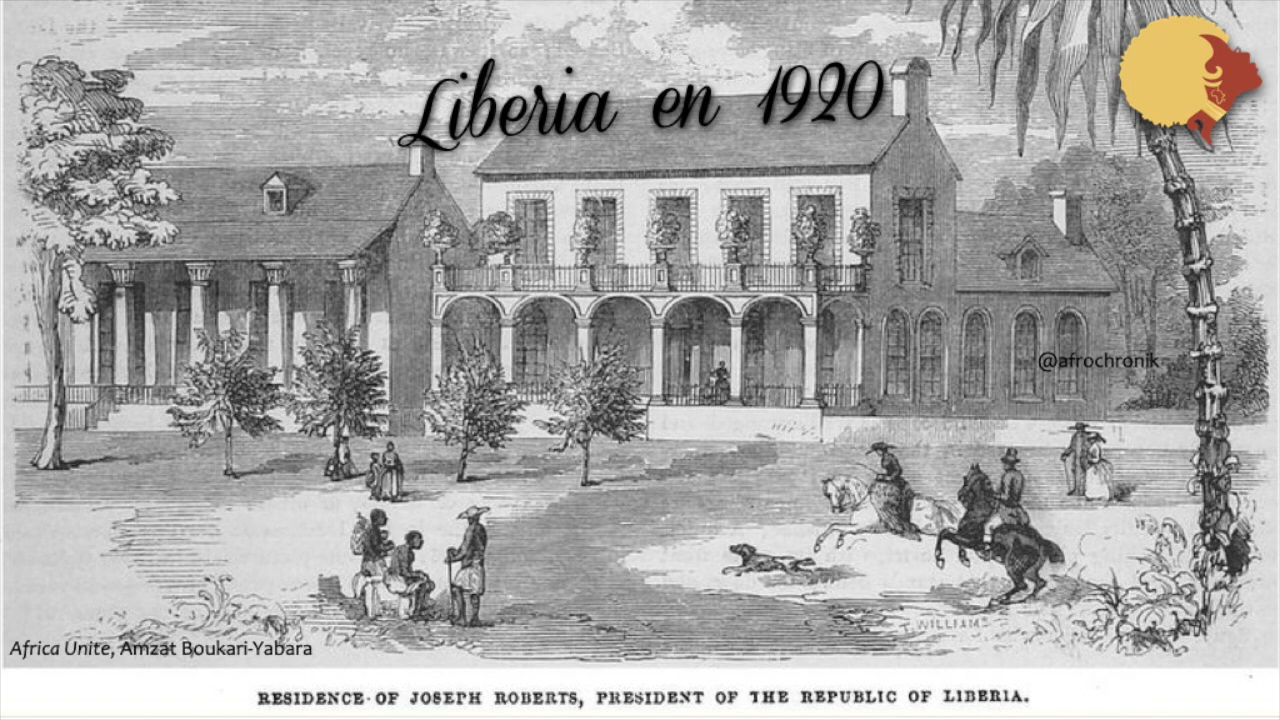 Liberia en 1920
@afrochronik
Africa Unite, Amzat Boukari-Yabara
RESIDENCE OF JOSEPH ROBERTS, PRESIDENT OF THE REPUBLIC OF LIBERIA.